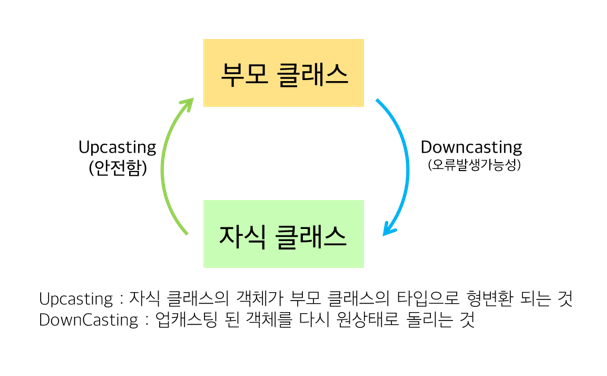 부모 클래스
Upcasting
(안전함)
Downcasting
(오류발생가능성)
자식 클래스
Upcasting : 자식 클래스의 객체가 부모 클래스의 타입으로 형변환 되는 것
DownCasting : 업캐스팅 된 객체를 다시 원상태로 돌리는 것